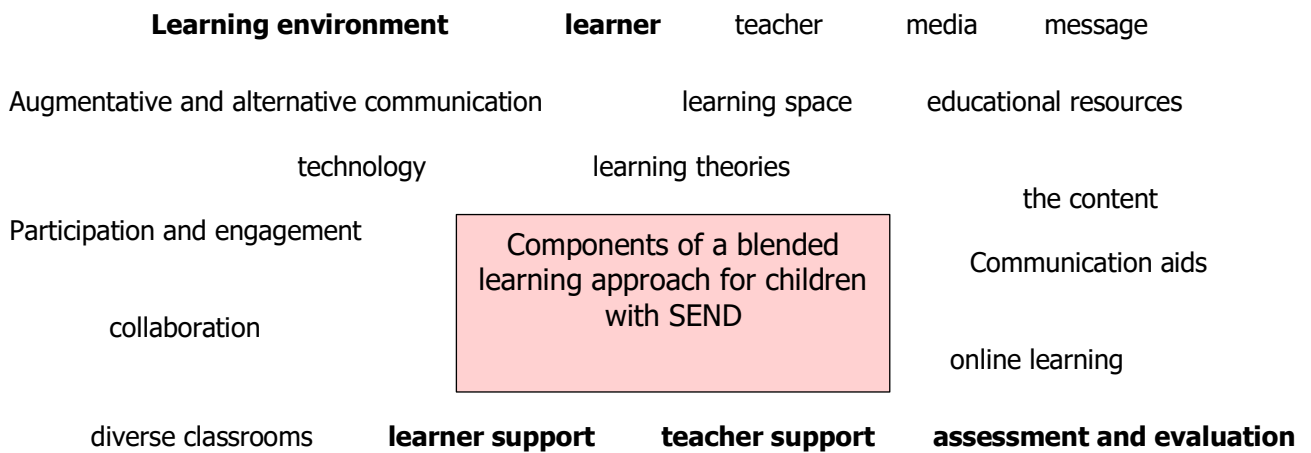 Learning environment learner teacher media message
Augmentative and alternative communication learning space educational resources
technology learning theories
the content
Participation and engagement
Components of a blended
learning approach for children
with SEND
Communication aids
collaboration
online learning
diverse classrooms learner support teacher support assessment and evaluation